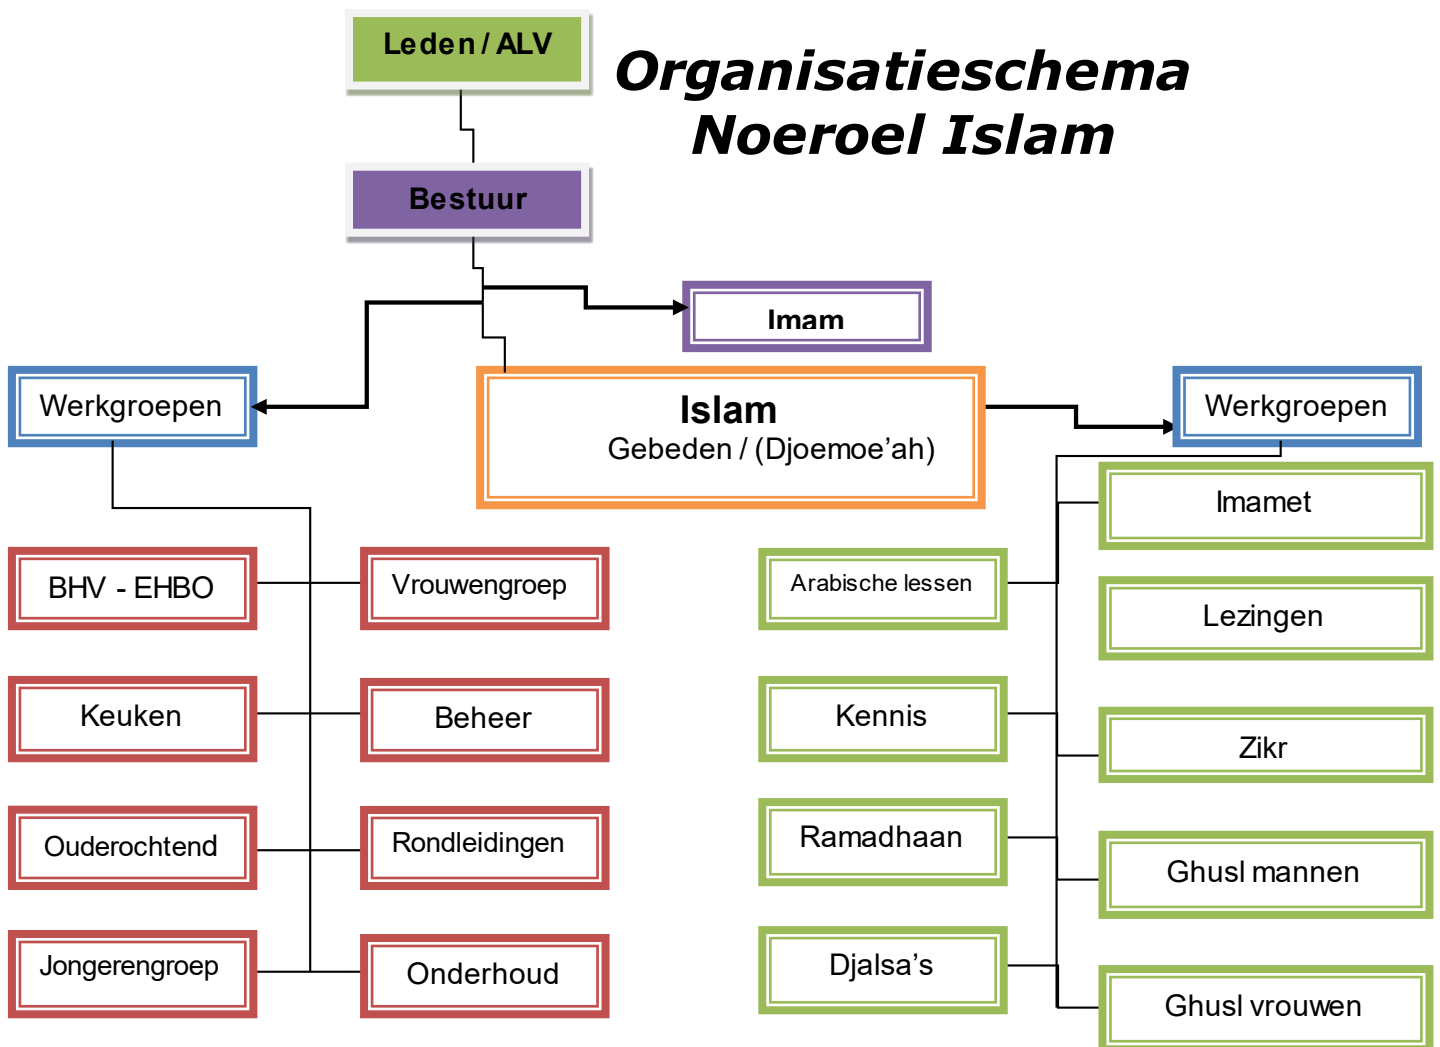 Leden / ALV
Organisatieschema
Noeroel Islam
Bestuur
Imam
Werkgroepen
Islam
Gebeden / (Djoemoe’ah)
Werkgroepen
Imamet
BHV - EHBO
Vrouwengroep
Arabische lessen
Lezingen
Keuken
Beheer
Kennis
Zikr
Ouderochtend
Rondleidingen
Ramadhaan
Ghusl mannen
Jongerengroep
Onderhoud
Djalsa’s
Ghusl vrouwen